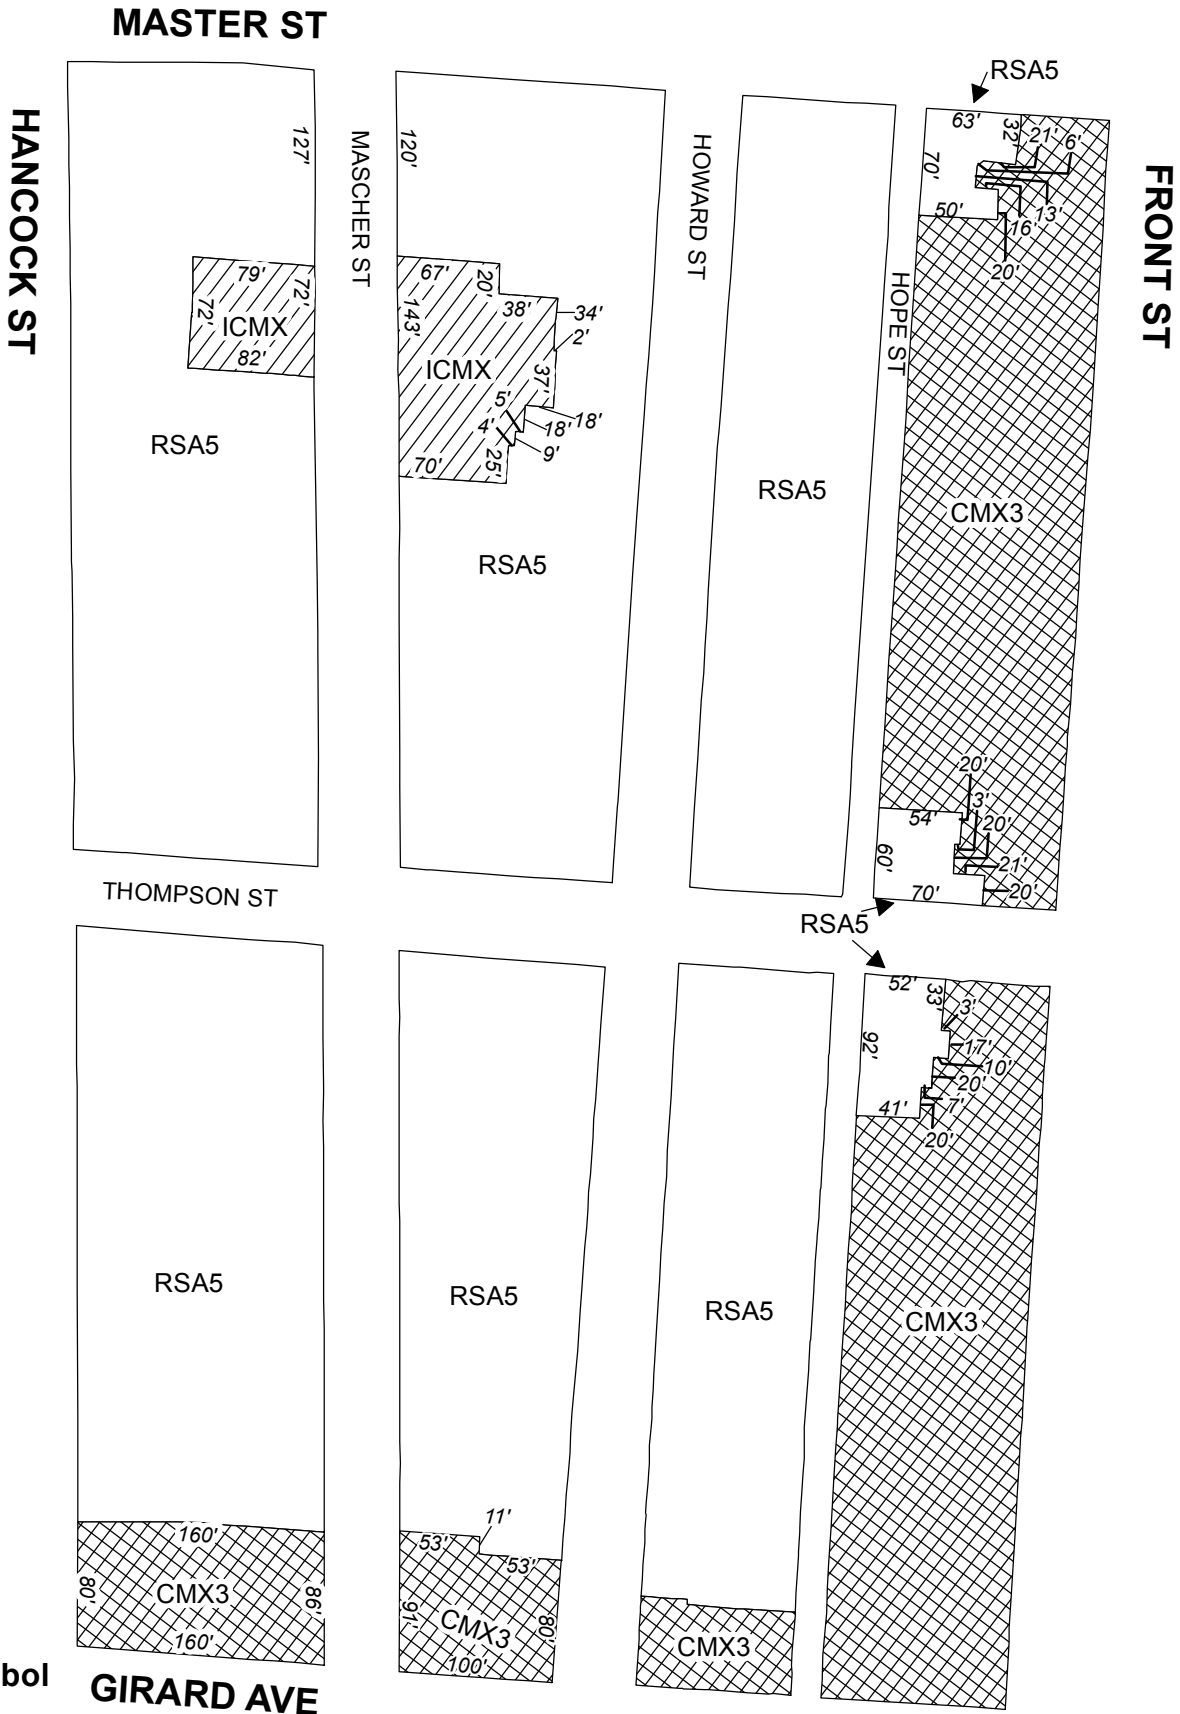 MASTER ST
RSA5
HANCOCK ST
127'
MASCHER ST
120'
HOWARD ST
63'
32'
21'
6'
70'
50'
16'
13'
20'
FRONT ST
HOPE ST
79'
72'
72'
ICMX
82'
67'
20'
38'
34'
2'
143'
ICMX
37'
5'
18'
18'
4'
9'
70'
25'
RSA5
RSA5
RSA5
CMX3
20'
3'
54'
20'
60'
21'
70'
20'
THOMPSON ST
RSA5
52'
33'
3'
92'
17'
10'
20'
41'
7'
20'
RSA5
RSA5
RSA5
CMX3
160'
80'
CMX3
86'
160'
11'
53'
53'
91'
CMX3
80'
100'
CMX3
bol
GIRARD AVE